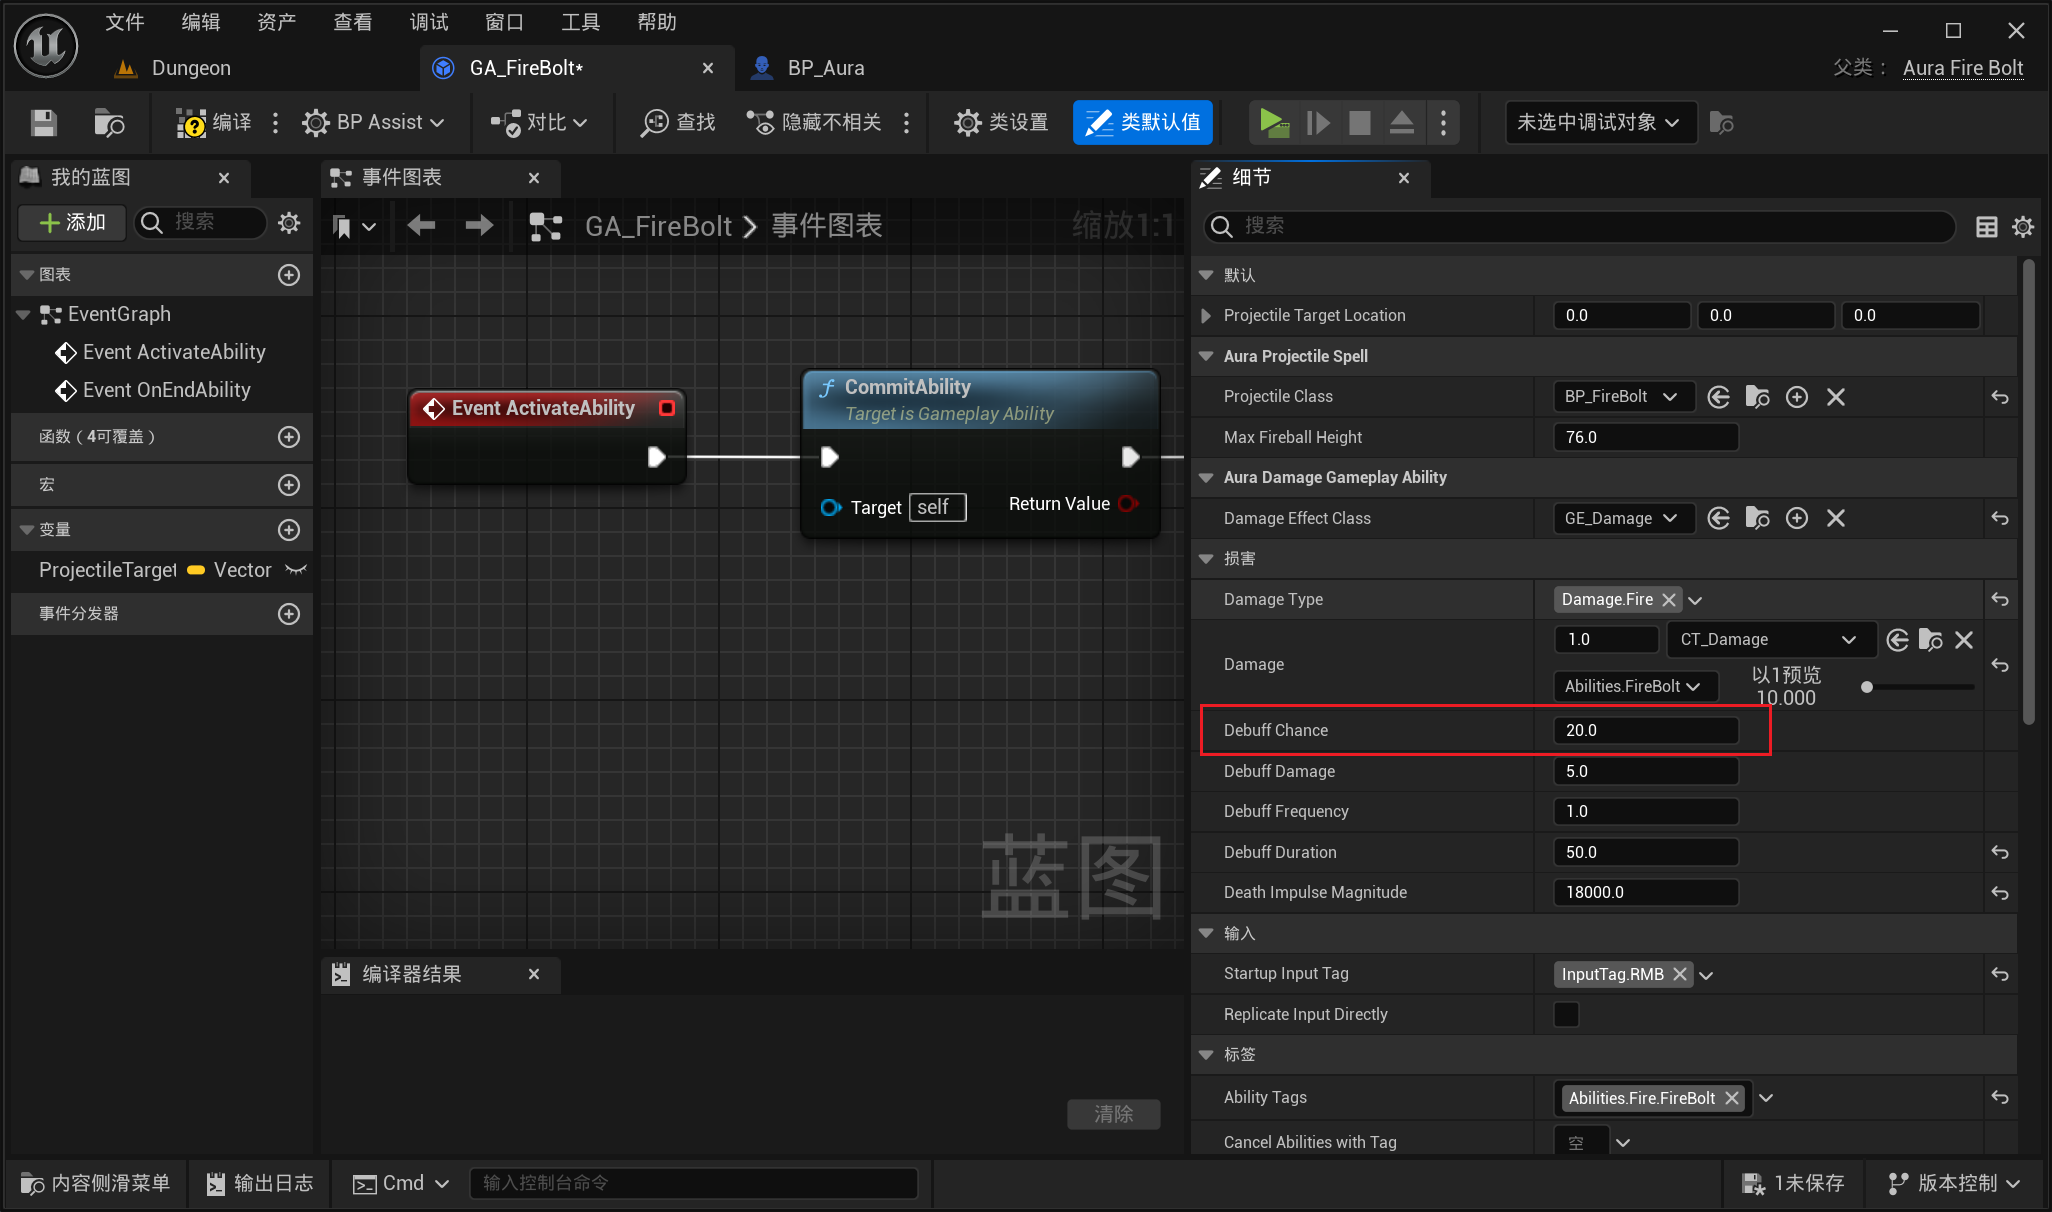 文件 编辑 资产 查看 调试 窗口 工具 帮助
Dungeon GA_FireBolt* BP_Aura 父类： Aura Fire Bolt
编译 BP Assist 对比 查找 隐藏不相关 类设置 类默认值 未选中调试对象
我的蓝图
添加 搜索
图表
EventGraph
Event ActivateAbility
Event OnEndAbility
函数（4可覆盖）
宏
变量
ProjectileTarget Vector
事件分发器
事件图表
GA_FireBolt 事件图表 缩放1:1
Event ActivateAbility
CommitAbility
Target is Gameplay Ability
Target self Return Value
蓝图
编译器结果
清除
细节
搜索
默认
Projectile Target Location 0.0 0.0 0.0
Aura Projectile Spell
Projectile Class BP_FireBolt
Max Fireball Height 76.0
Aura Damage Gameplay Ability
Damage Effect Class GE_Damage
损害
Damage Type Damage.Fire
Damage 1.0 CT_Damage
Abilities.FireBolt 以1预览
10.000
Debuff Chance 20.0
Debuff Damage 5.0
Debuff Frequency 1.0
Debuff Duration 50.0
Death Impulse Magnitude 18000.0
输入
Startup Input Tag InputTag.RMB
Replicate Input Directly
标签
Ability Tags Abilities.Fire.FireBolt
Cancel Abilities with Tag 空
内容侧滑菜单 输出日志 Cmd 输入控制台命令 1未保存 版本控制